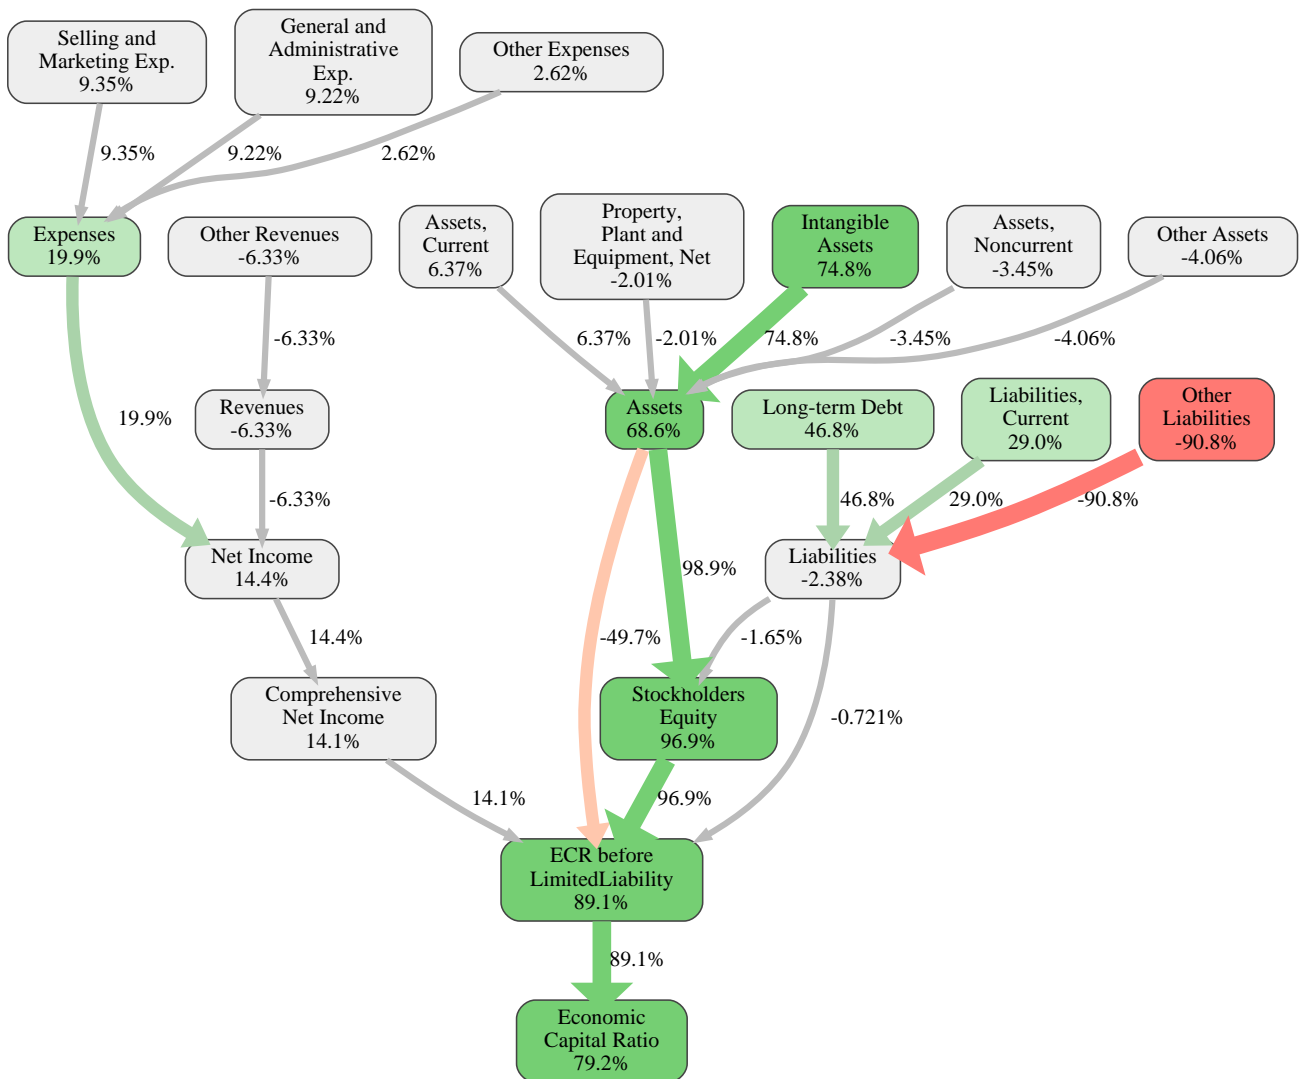 Selling and
Marketing Exp.
9.35%
General and
Administrative
Exp.
9.22%
Other Expenses
2.62%
9.35%
9.22%
2.62%
Expenses
19.9%
Other Revenues
-6.33%
Assets,
Current
6.37%
Property,
Plant and
Equipment, Net
-2.01%
Intangible
Assets
74.8%
Assets,
Noncurrent
-3.45%
Other Assets
-4.06%
-6.33%
6.37%
-2.01%
74.8%
-3.45%
-4.06%
19.9%
Revenues
-6.33%
Assets
68.6%
Long-term Debt
46.8%
Liabilities,
Current
29.0%
Other
Liabilities
-90.8%
-6.33%
46.8%
29.0%
-90.8%
Net Income
14.4%
98.9%
Liabilities
-2.38%
14.4%
-49.7%
-1.65%
Comprehensive
Net Income
14.1%
Stockholders
Equity
96.9%
-0.721%
14.1%
96.9%
ECR before
LimitedLiability
89.1%
89.1%
Economic
Capital Ratio
79.2%